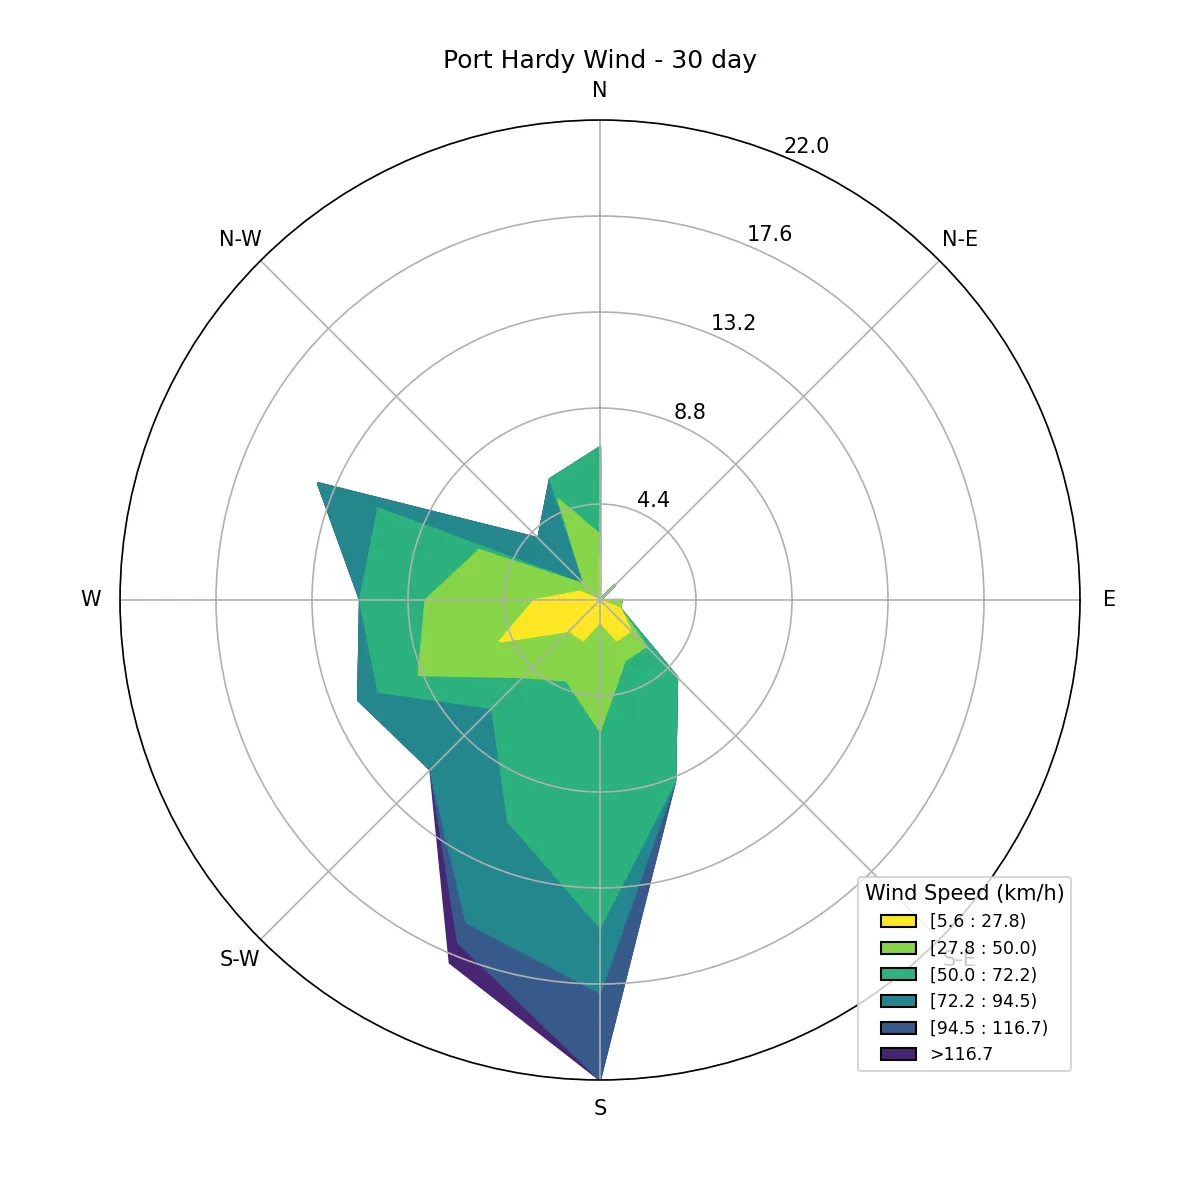 Port Hardy Wind - 30 day
N
22.0
N-W
17.6
N-E
13.2
8.8
4.4
W
E
Wind Speed (km/h)
[5.6 : 27.8)
[27.8 : 50.0)
S-W
S-E
[50.0 : 72.2)
[72.2 : 94.5)
[94.5 : 116.7)
>116.7
S